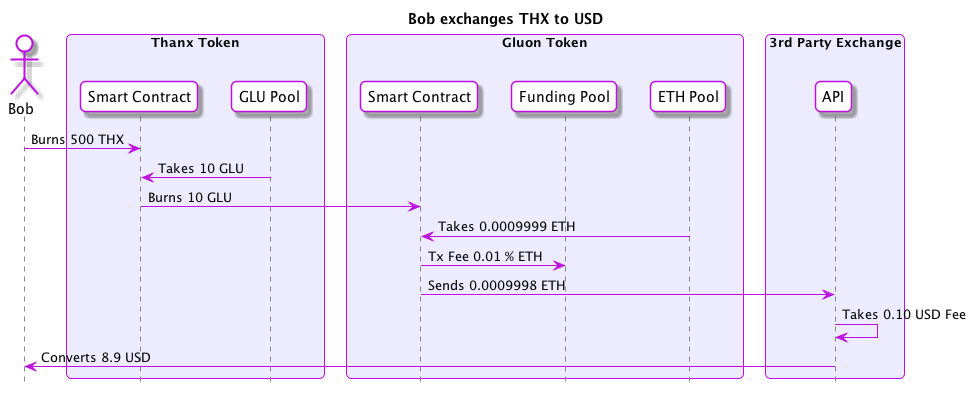 Bob exchanges THX to USD
Thanx Token
Gluon Token
3rd Party Exchange
Bob
Smart Contract
GLU Pool
Smart Contract
Funding Pool
ETH Pool
API
Burns 500 THX
Takes 10 GLU
Burns 10 GLU
Takes 0.0009999 ETH
Tx Fee 0.01 % ETH
Sends 0.0009998 ETH
Takes 0.10 USD Fee
Converts 8.9 USD